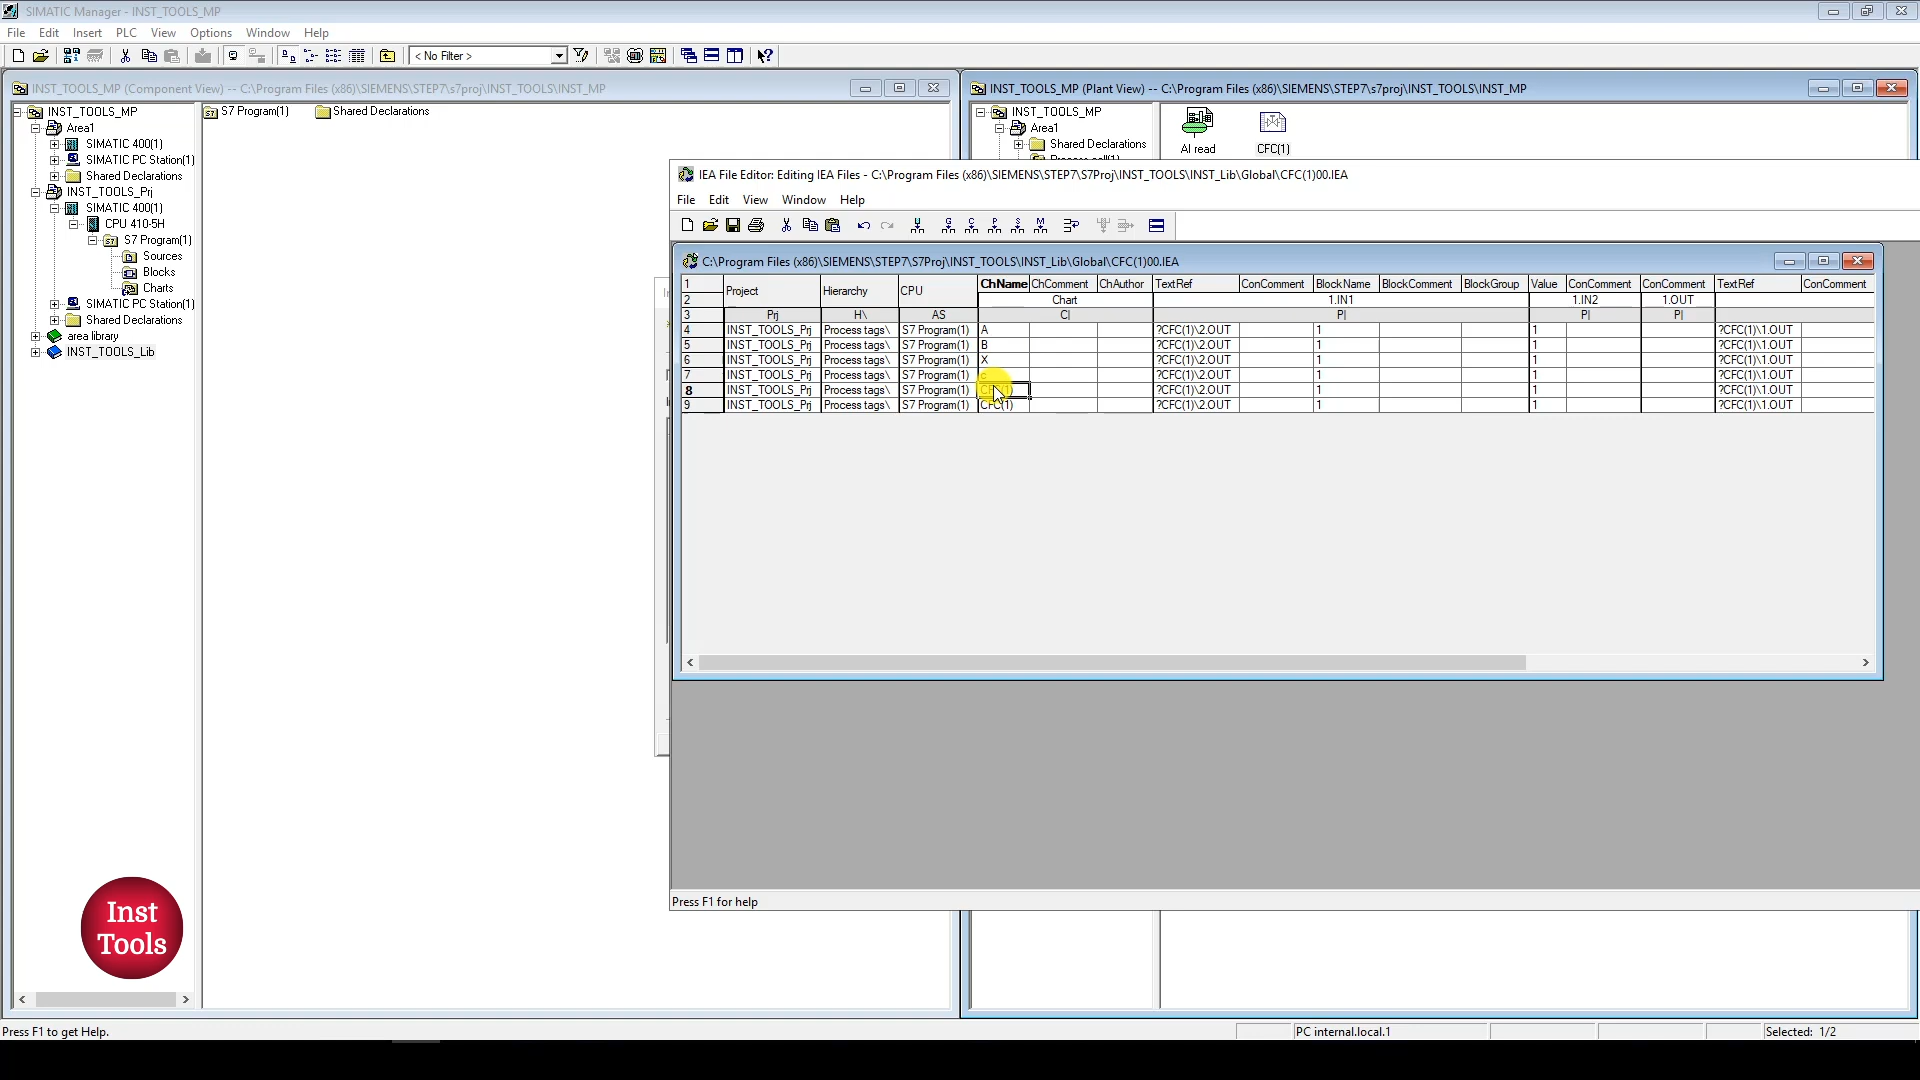 SIMATIC Manager - INST_TOOLS_MP
File Edit Insert PLC View Options Window Help
< No Filter >
INST_TOOLS_MP (Component View) -- C:\Program Files (x86)\SIEMENS\STEP7\s7proj\INST_TOOLS\INST_MP
INST_TOOLS_MP
Area1
SIMATIC 400(1)
SIMATIC PC Station(1)
Shared Declarations
INST_TOOLS_Prj
SIMATIC 400(1)
CPU 410-5H
S7 Program(1)
Sources
Blocks
Charts
SIMATIC PC Station(1)
Shared Declarations
area library
INST_TOOLS_Lib
S7 Program(1) Shared Declarations
INST_TOOLS_MP (Plant View) -- C:\Program Files (x86)\SIEMENS\STEP7\s7proj\INST_TOOLS\INST_MP
INST_TOOLS_MP
Area1
Shared Declarations
AI read CFC(1)
IEA File Editor: Editing IEA Files - C:\Program Files (x86)\SIEMENS\STEP7\S7Proj\INST_TOOLS\INST_Lib\Global\CFC(1)00.IEA
File Edit View Window Help
U G C P S M
C:\Program Files (x86)\SIEMENS\STEP7\S7Proj\INST_TOOLS\INST_Lib\Global\CFC(1)00.IEA
1 Project Hierarchy CPU ChName ChComment ChAuthor TextRef ConComment BlockName BlockComment BlockGroup Value ConComment ConComment TextRef ConComment
2 Chart 1.IN1 1.IN2 1.OUT
3 Prj H\ AS C| P| P| P|
4 INST_TOOLS_Prj Process tags\ S7 Program(1) A ?CFC(1)\2.OUT 1 1 ?CFC(1)\1.OUT
5 INST_TOOLS_Prj Process tags\ S7 Program(1) B ?CFC(1)\2.OUT 1 1 ?CFC(1)\1.OUT
6 INST_TOOLS_Prj Process tags\ S7 Program(1) X ?CFC(1)\2.OUT 1 1 ?CFC(1)\1.OUT
7 INST_TOOLS_Prj Process tags\ S7 Program(1) c ?CFC(1)\2.OUT 1 1 ?CFC(1)\1.OUT
8 INST_TOOLS_Prj Process tags\ S7 Program(1) ?CFC(1)\2.OUT 1 1 ?CFC(1)\1.OUT
9 INST_TOOLS_Prj Process tags\ S7 Program(1) CFC(1) ?CFC(1)\2.OUT 1 1 ?CFC(1)\1.OUT
Press F1 for help
Inst
Tools
Press F1 to get Help. PC internal.local.1 Selected: 1/2